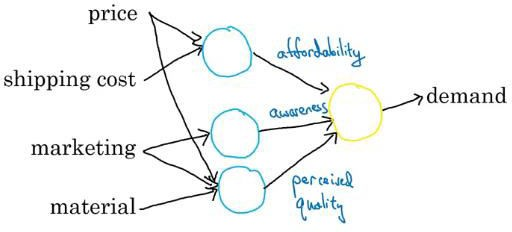 price
affordability
shipping cost
awareness
demand
marketing
perceived
quality
material